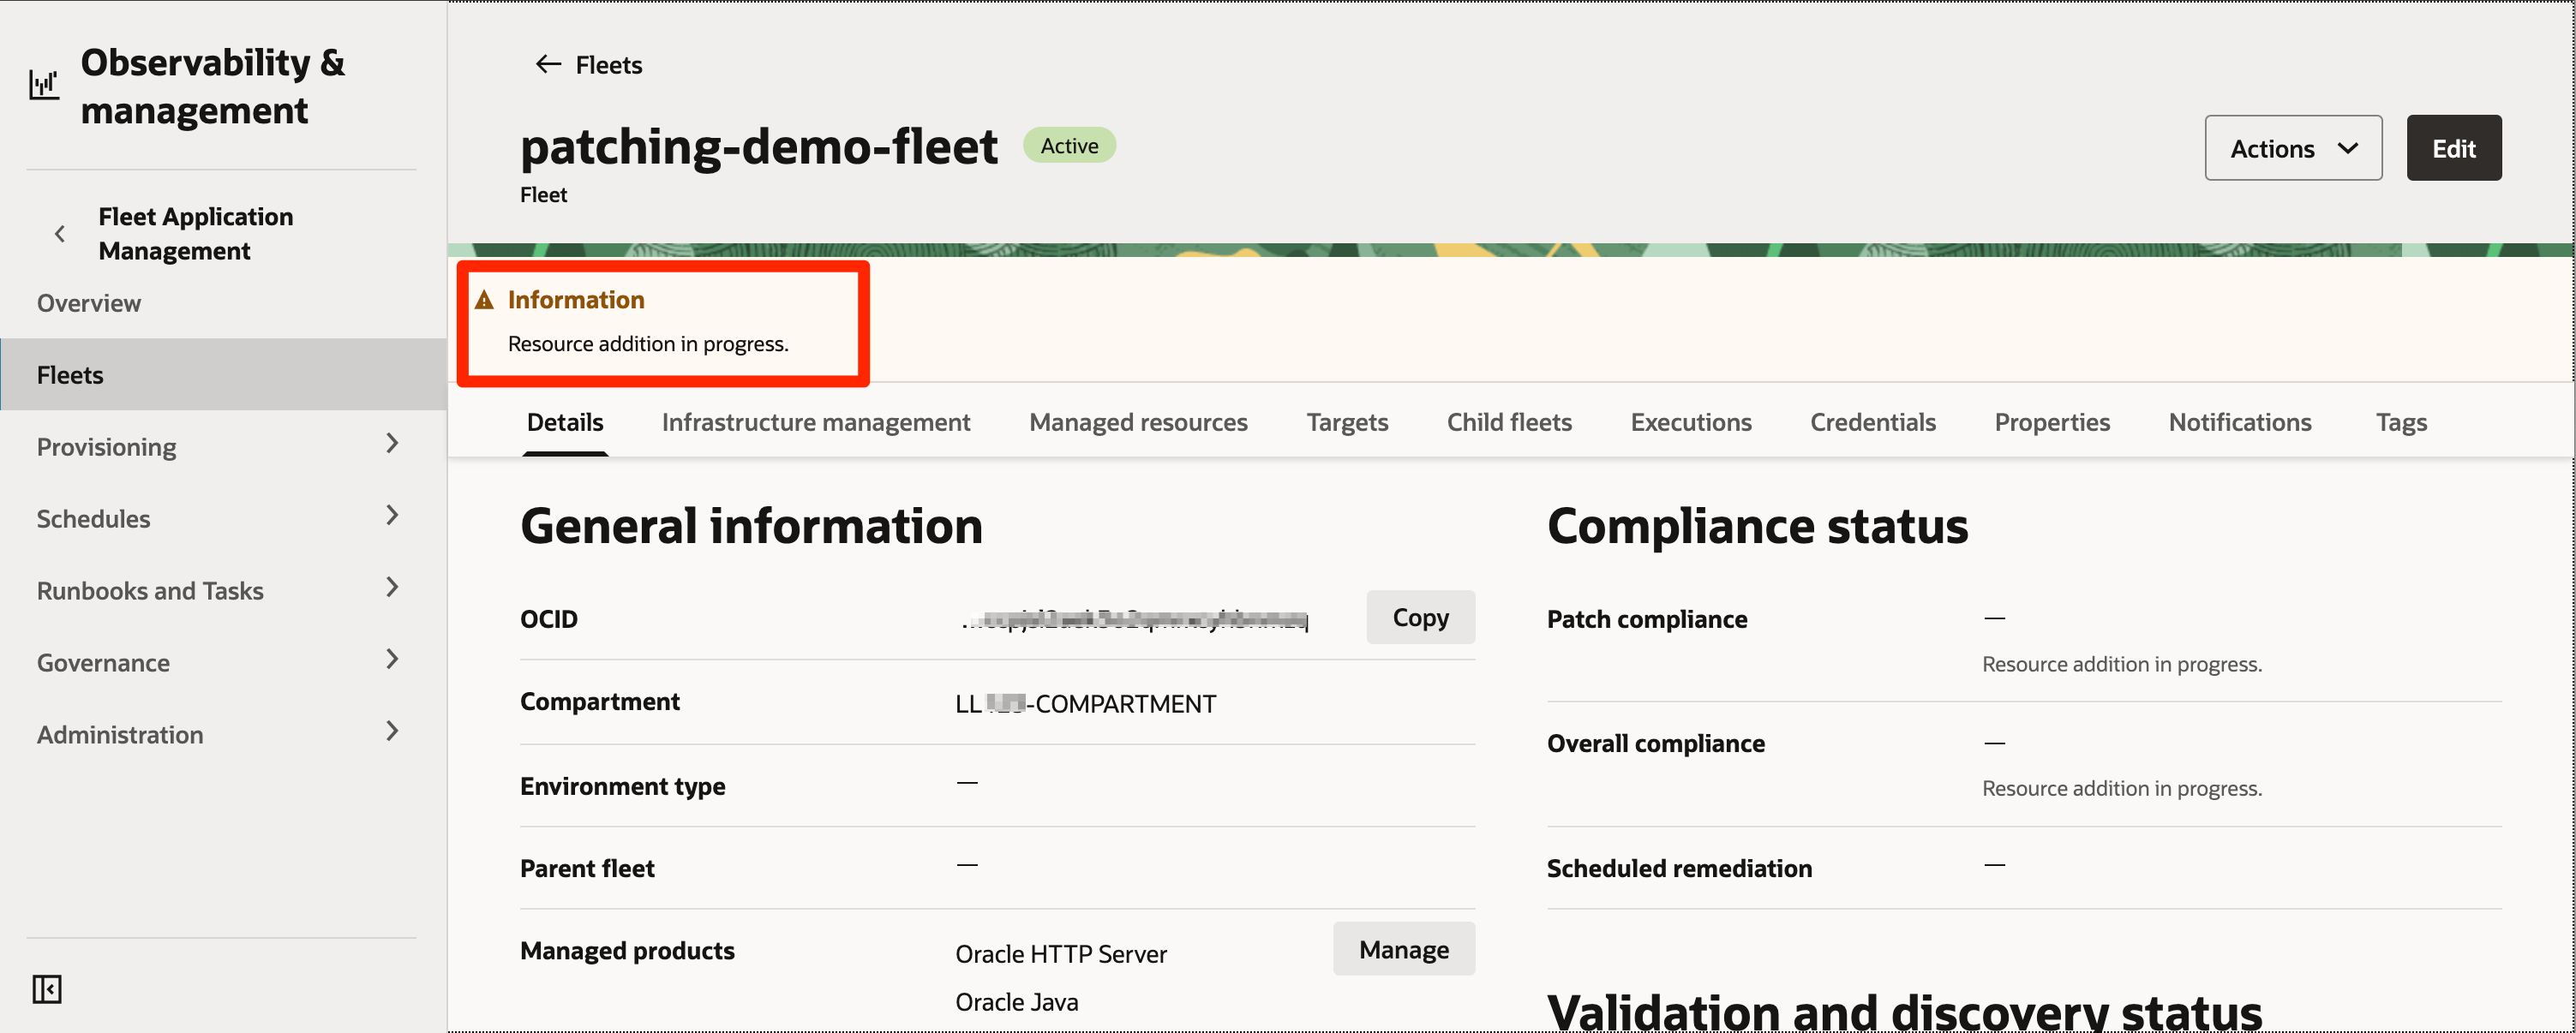 Observability &
management
Fleet Application
Management
Overview
Fleets
Provisioning
Schedules
Runbooks and Tasks
Governance
Administration
Fleets
patching-demo-fleet
Active
Fleet
Actions
Edit
Information
Resource addition in progress.
Details
Infrastructure management
Managed resources
Targets
Child fleets
Executions
Credentials
Properties
Notifications
Tags
General information
OCID
Copy
Compartment
LL -COMPARTMENT
Environment type
—
Parent fleet
—
Managed products
Oracle HTTP Server
Manage
Oracle Java
Compliance status
Patch compliance
—
Resource addition in progress.
Overall compliance
—
Resource addition in progress.
Scheduled remediation
—
Validation and discovery status